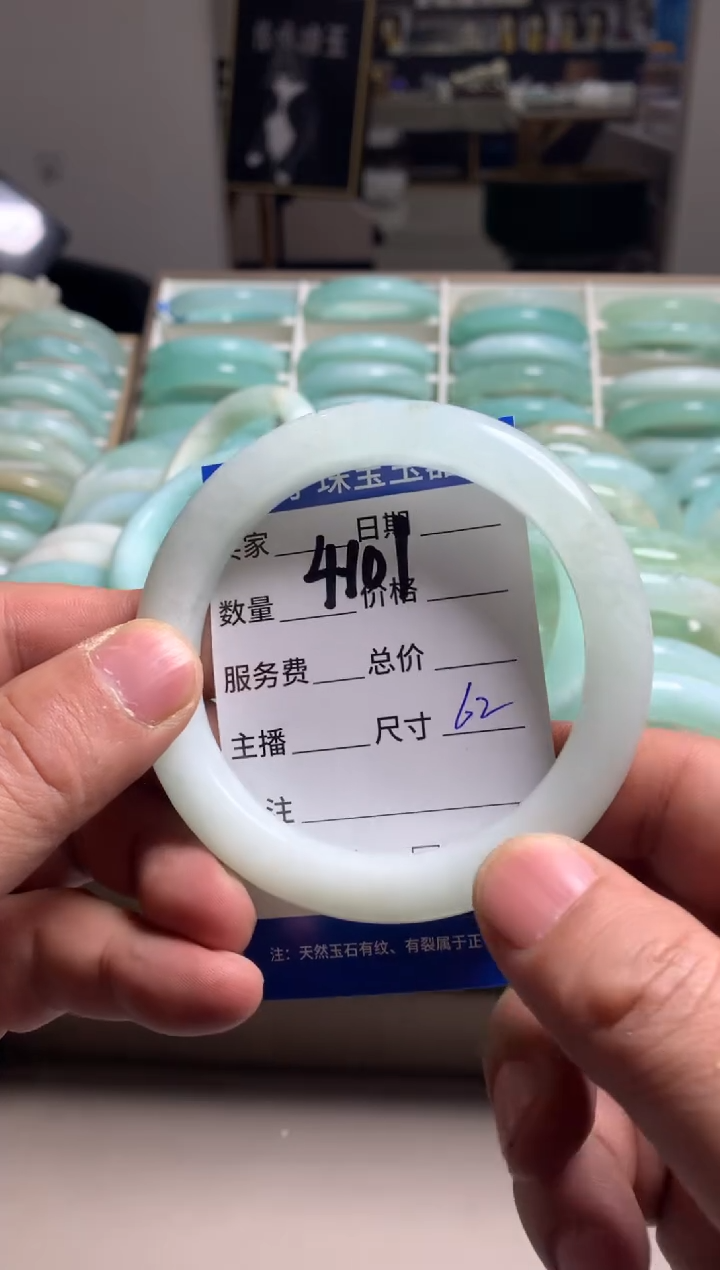 珠宝玉器
家 日期
4101
数量 价格
服务费 总价
主播 尺寸 62
注
注：天然玉石有纹、有裂属于正